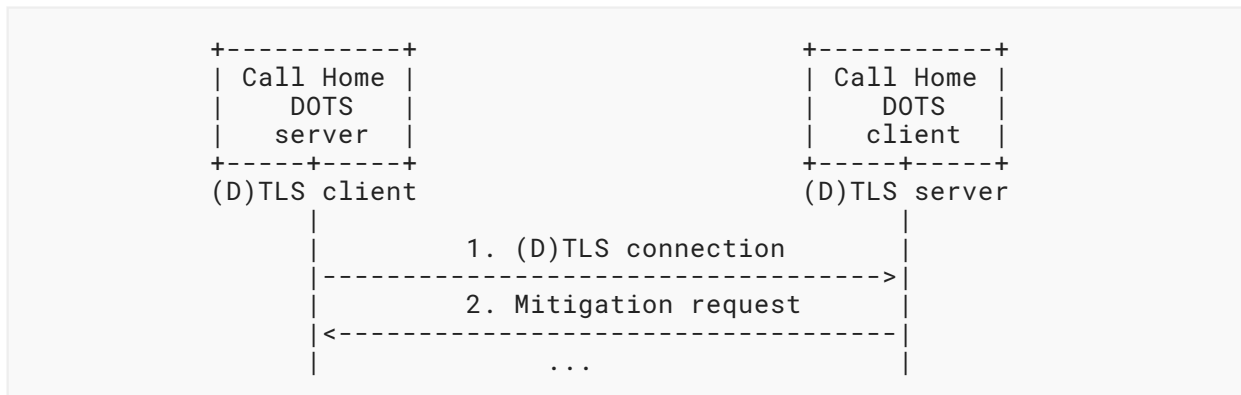 +-----------+                        +-----------+
| Call Home |                        | Call Home |
|    DOTS   |                        |    DOTS   |
|   server  |                        |   client  |
+-----+-----+                        +-----+-----+
(D)TLS client                        (D)TLS server
      |                                    |
      |         1. (D)TLS connection       |
      |----------------------------------->|
      |         2. Mitigation request      |
      |<-----------------------------------|
      |              ...                   |